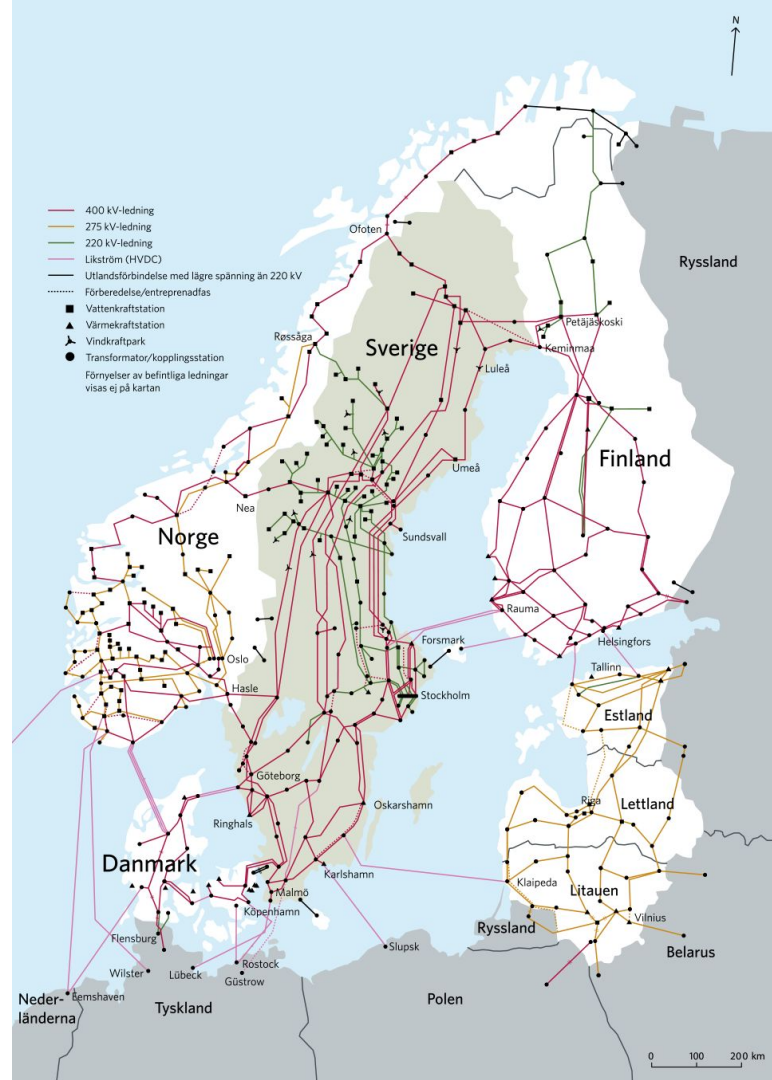 N
400 kV-ledning
275 kV-ledning
220 kV-ledning
Likström (HVDC)
Utlandsförbindelse med lägre spänning än 220 kV
Förberedelse/entreprenadfas
Vattenkraftstation
Värmekraftstation
Vindkraftpark
Transformator/kopplingsstation
Förnyelser av befintliga ledningar
visas ej på kartan
Ofoten
Ryssland
Røssåga
Petäjäskoski
Sverige
Keminmaa
Luleå
Finland
Umeå
Nea
Norge
Sundsvall
Rauma
Forsmark
Helsingfors
Oslo
Tallinn
Hasle
Stockholm
Estland
Göteborg
Oskarshamn
Riga
Lettland
Ringhals
Danmark
Karlshamn
Klaipeda
Litauen
Malmö
Köpenhamn
Ryssland
Vilnius
Flensburg
Slupsk
Belarus
Rostock
Wilster
Lübeck
Güstrow
Eemshaven
Neder-
länderna
Tyskland
Polen
0 100 200 km